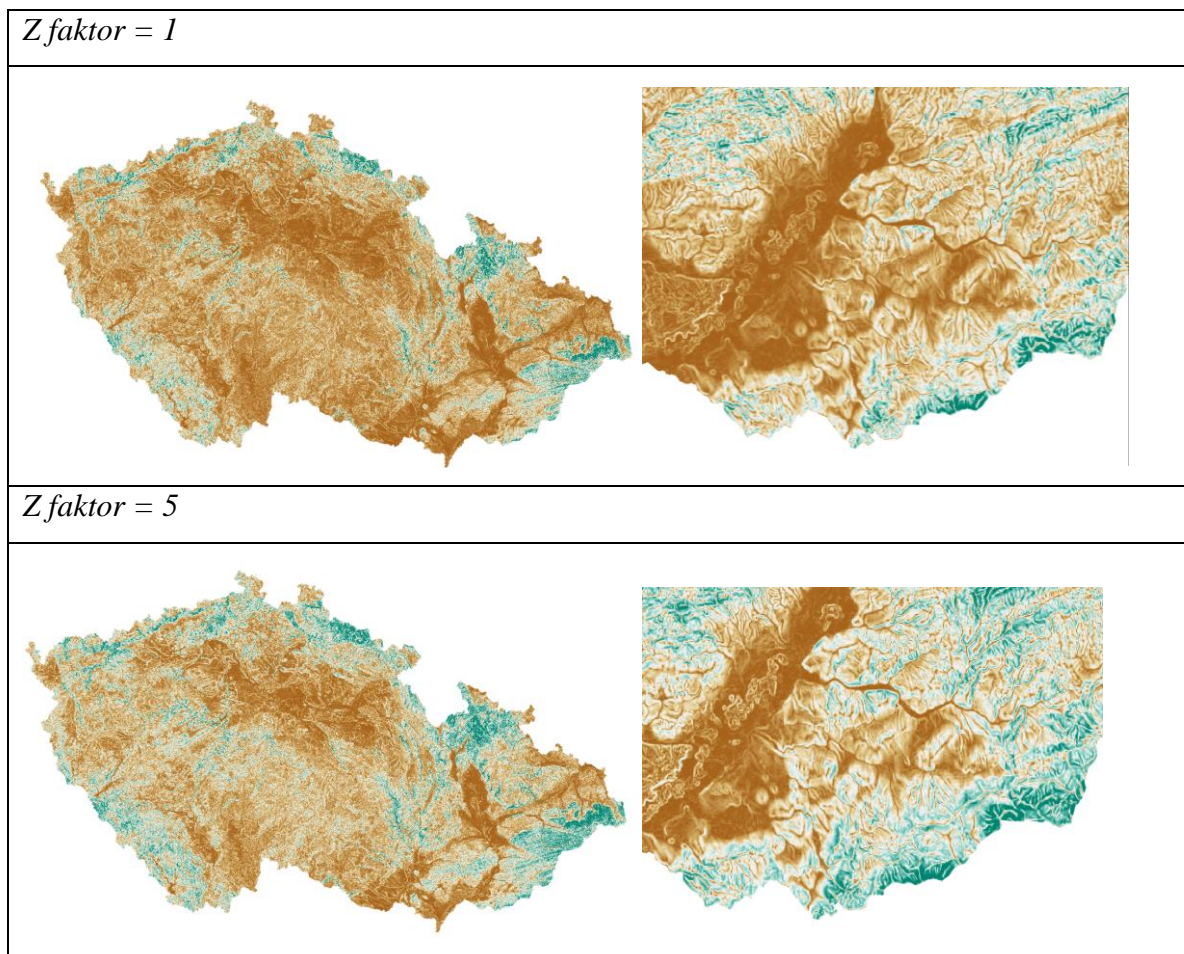 Z faktor = 1
Z faktor = 5